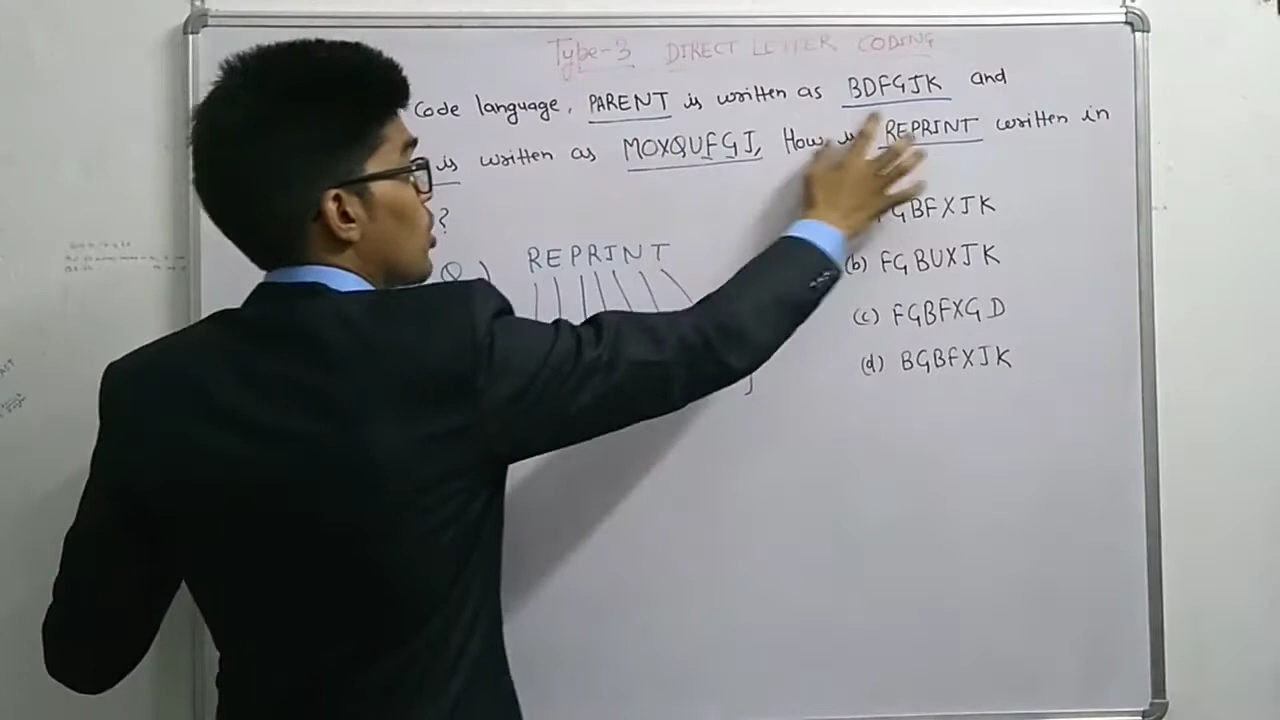 Type-3 DIRECT LETTER CODING
Code language, PARENT is written as BDFGJK and
is written as MOXQUFGJ, How is REPRINT written in
?
REPRINT
GBFXJK
(b) FGBUXJK
(c) FGBFXGD
(d) BGBFXJK